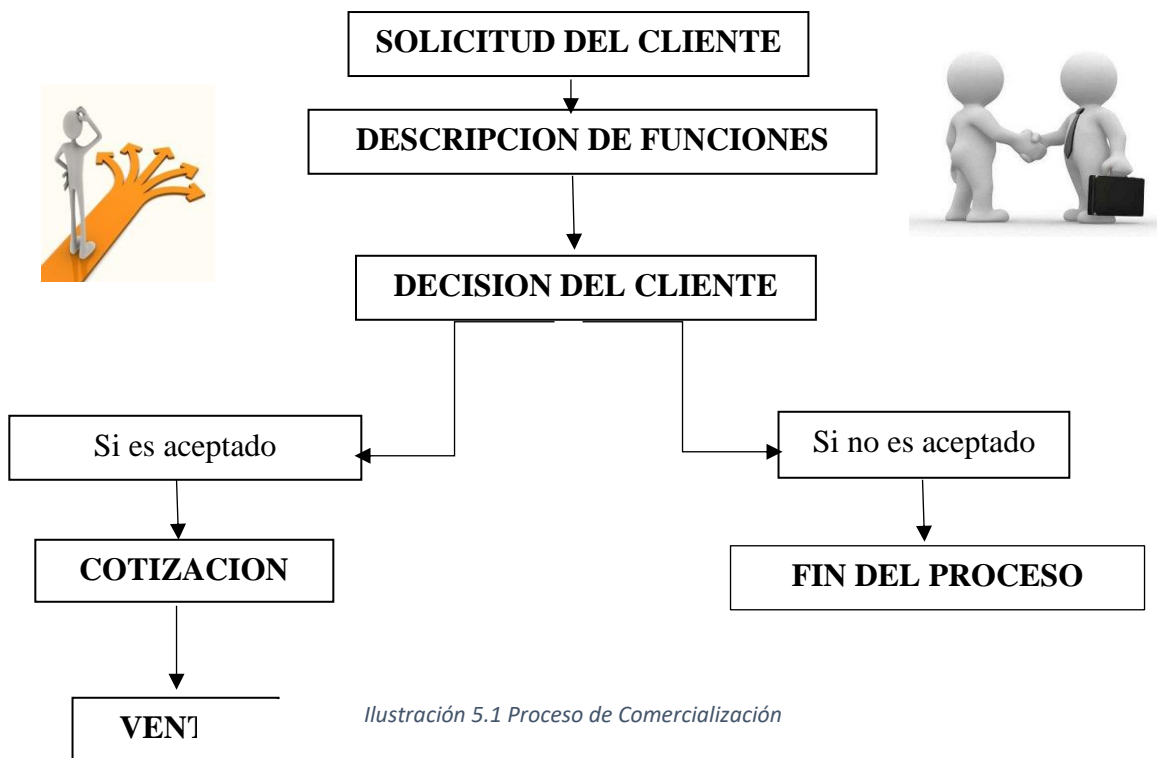 SOLICITUD DEL CLIENTE
DESCRIPCION DE FUNCIONES
DECISION DEL CLIENTE
Si es aceptado
Si no es aceptado
COTIZACION
FIN DEL PROCESO
Ilustración 5.1 Proceso de Comercialización